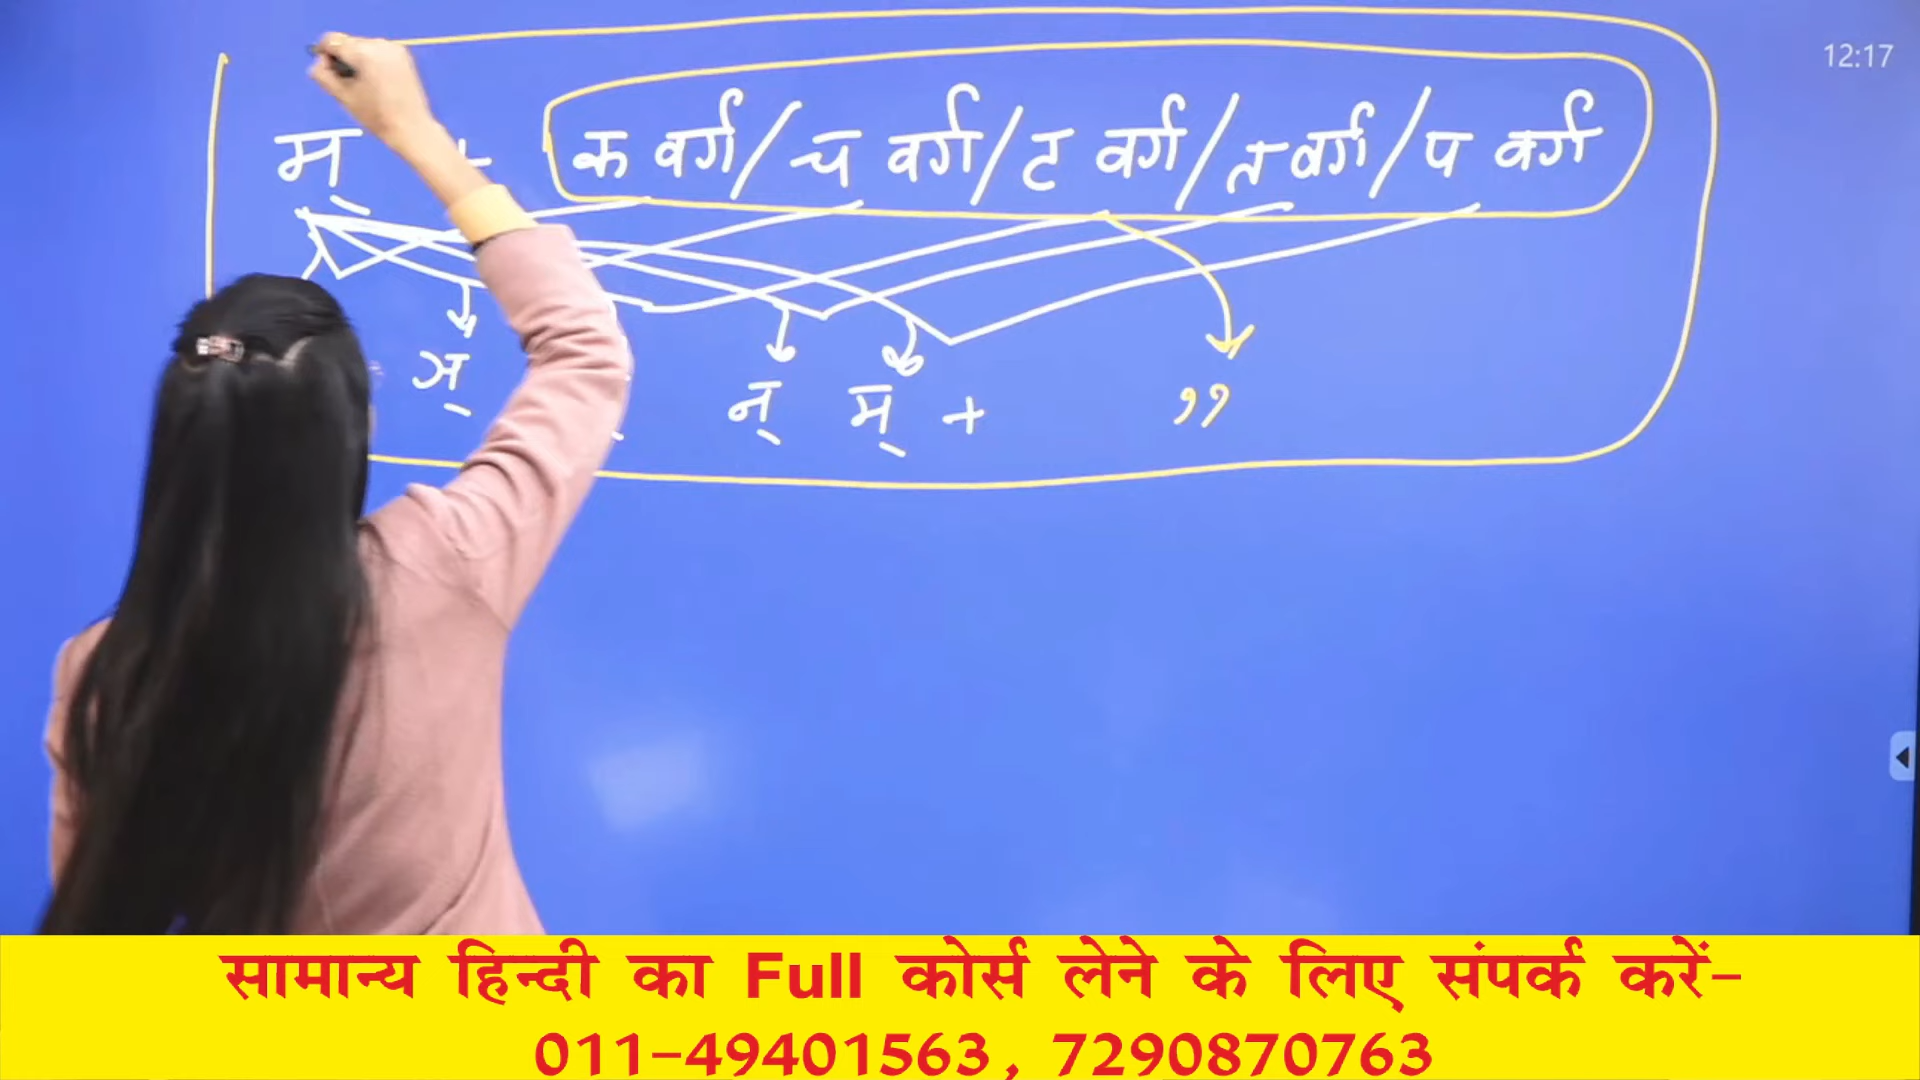 12:17
म् + क वर्ग/च वर्ग/ट वर्ग/त वर्ग/प वर्ग
ञ् न् म् + ,,
सामान्य हिन्दी का Full कोर्स लेने के लिए संपर्क करें-
011-49401563, 7290870763